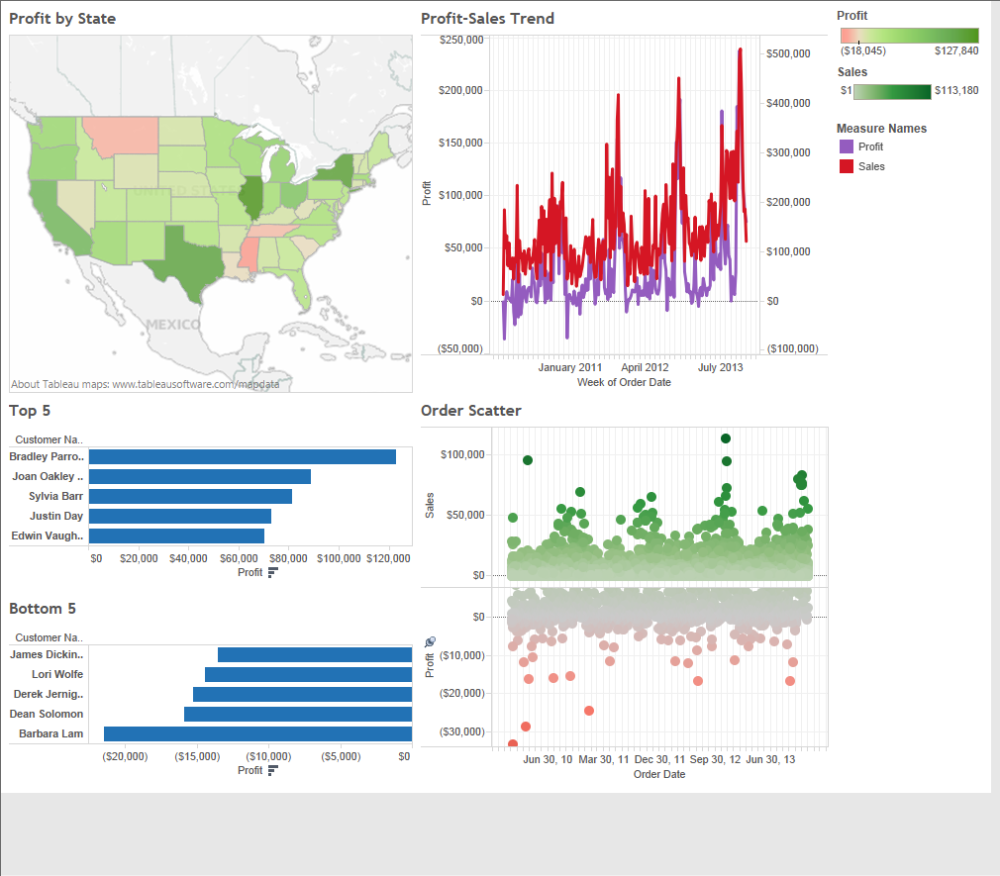 Profit by State
UNITED STATES
MEXICO
About Tableau maps: www.tableausoftware.com/mapdata
Profit-Sales Trend
$250,000
$200,000
$150,000
$100,000
$50,000
$0
($50,000)
Profit
$500,000
$400,000
$300,000
$200,000
$100,000
$0
($100,000)
January 2011 April 2012 July 2013
Week of Order Date
Profit
($18,045) $127,840
Sales
$1 $113,180
Measure Names
Profit
Sales
Top 5
Customer Na..
Bradley Parro..
Joan Oakley ..
Sylvia Barr
Justin Day
Edwin Vaugh..
$0 $20,000 $40,000 $60,000 $80,000 $100,000 $120,000
Profit
Bottom 5
Customer Na..
James Dickin..
Lori Wolfe
Derek Jernig..
Dean Solomon
Barbara Lam
($20,000) ($15,000) ($10,000) ($5,000) $0
Profit
Order Scatter
$100,000
$50,000
$0
Sales
$0
($10,000)
($20,000)
($30,000)
Profit
Jun 30, 10 Mar 30, 11 Dec 30, 11 Sep 30, 12 Jun 30, 13
Order Date